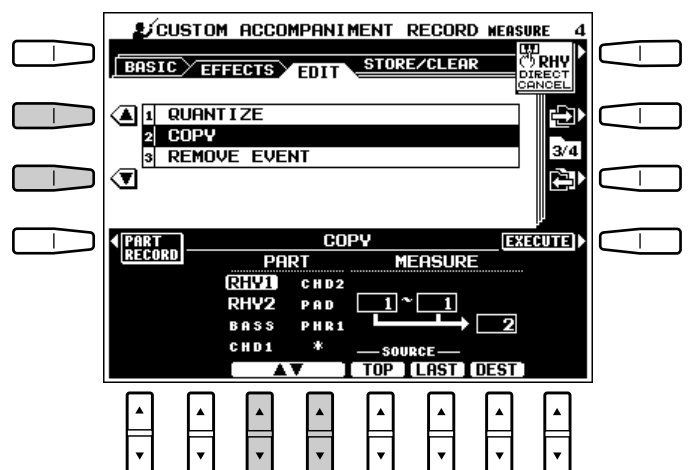 CUSTOM ACCOMPANIMENT RECORD MEASURE 4
BASIC EFFECTS EDIT STORE/CLEAR
RHY
DIRECT
CANCEL
1 QUANTIZE
2 COPY
3 REMOVE EVENT
3/4
PART
RECORD
COPY
EXECUTE
PART MEASURE
RHY1 CHD2
RHY2 PAD 1 ~ 1
BASS PHR1 2
CHD1 *
SOURCE
▲▼ TOP LAST DEST